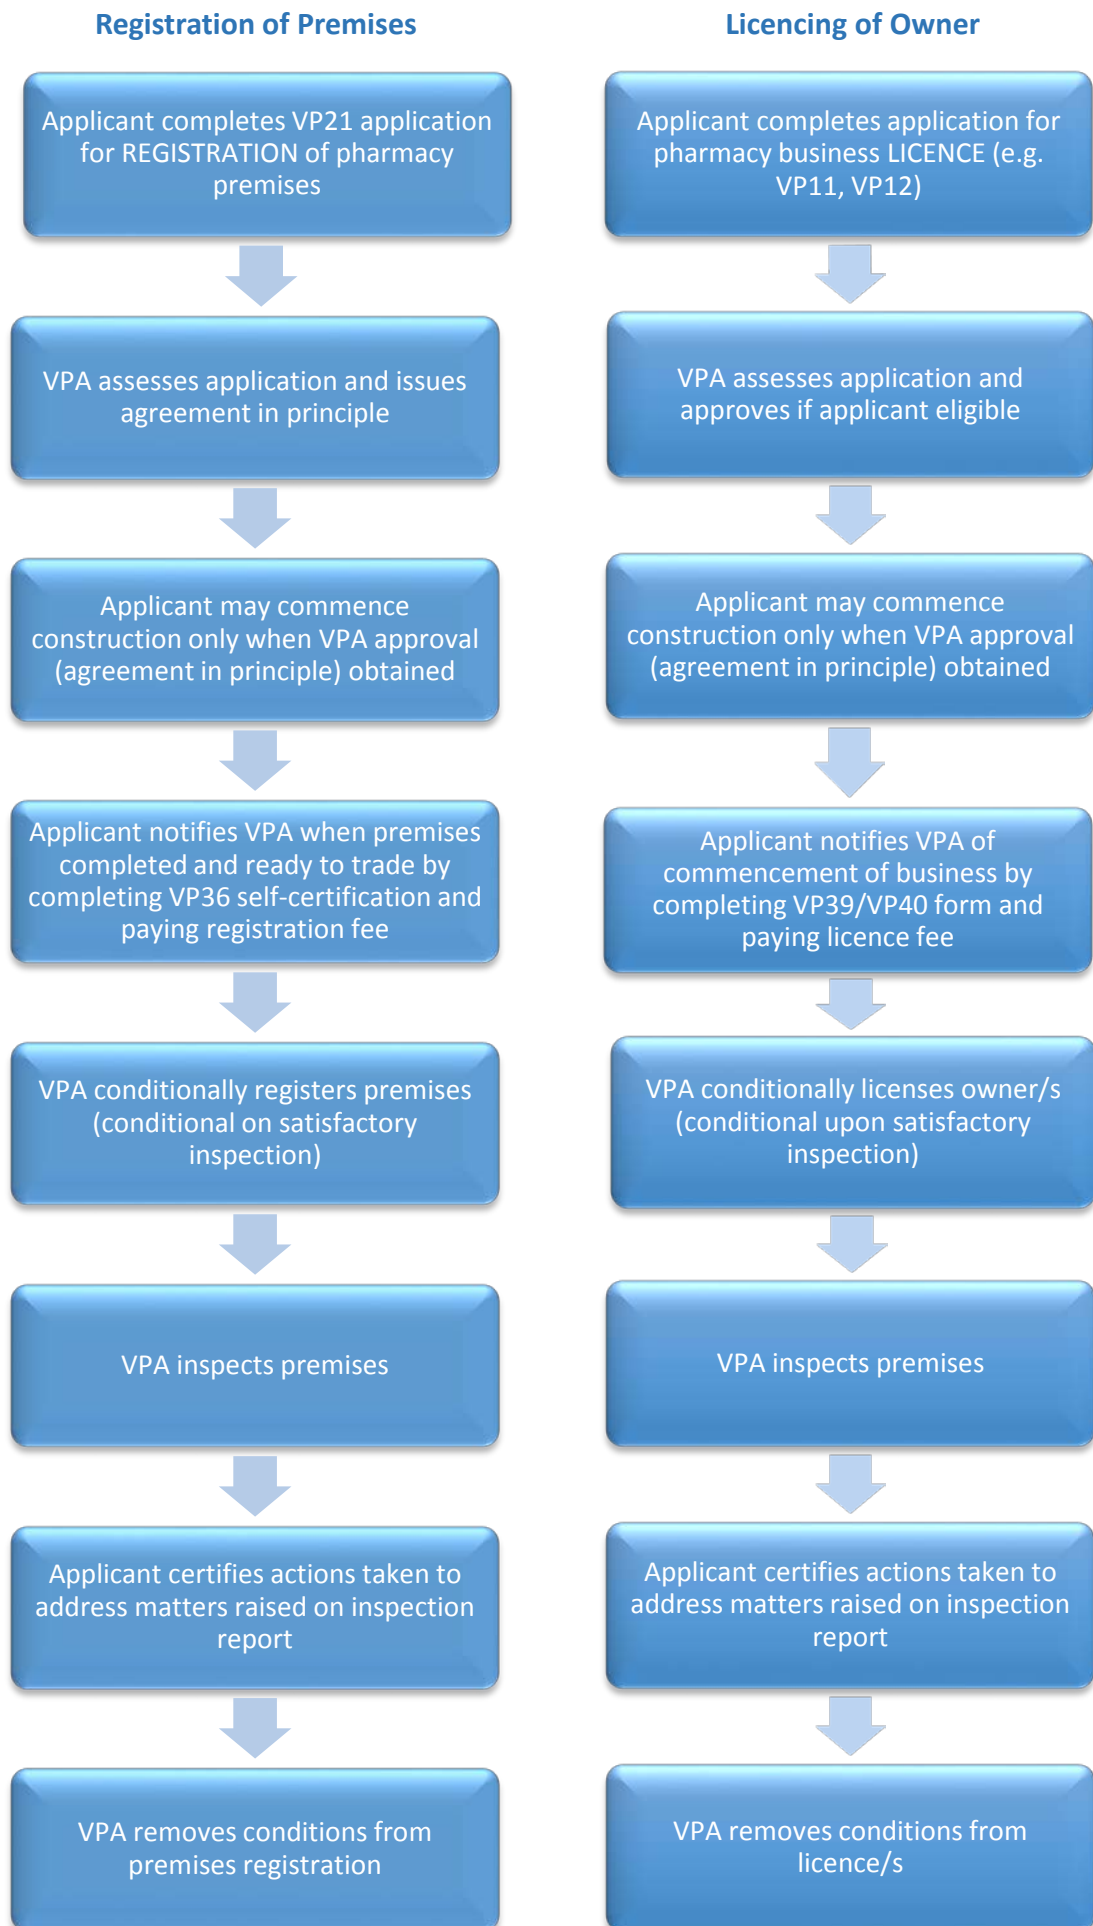 Registration of Premises
Applicant completes VP21 application
for REGISTRATION of pharmacy
premises
VPA assesses application and issues
agreement in principle
Applicant may commence
construction only when VPA approval
(agreement in principle) obtained
Applicant notifies VPA when premises
completed and ready to trade by
completing VP36 self-certification and
paying registration fee
VPA conditionally registers premises
(conditional on satisfactory
inspection)
VPA inspects premises
Applicant certifies actions taken to
address matters raised on inspection
report
VPA removes conditions from
premises registration
Licencing of Owner
Applicant completes application for
pharmacy business LICENCE (e.g.
VP11, VP12)
VPA assesses application and
approves if applicant eligible
Applicant may commence
construction only when VPA approval
(agreement in principle) obtained
Applicant notifies VPA of
commencement of business by
completing VP39/VP40 form and
paying licence fee
VPA conditionally licenses owner/s
(conditional upon satisfactory
inspection)
VPA inspects premises
Applicant certifies actions taken to
address matters raised on inspection
report
VPA removes conditions from
licence/s